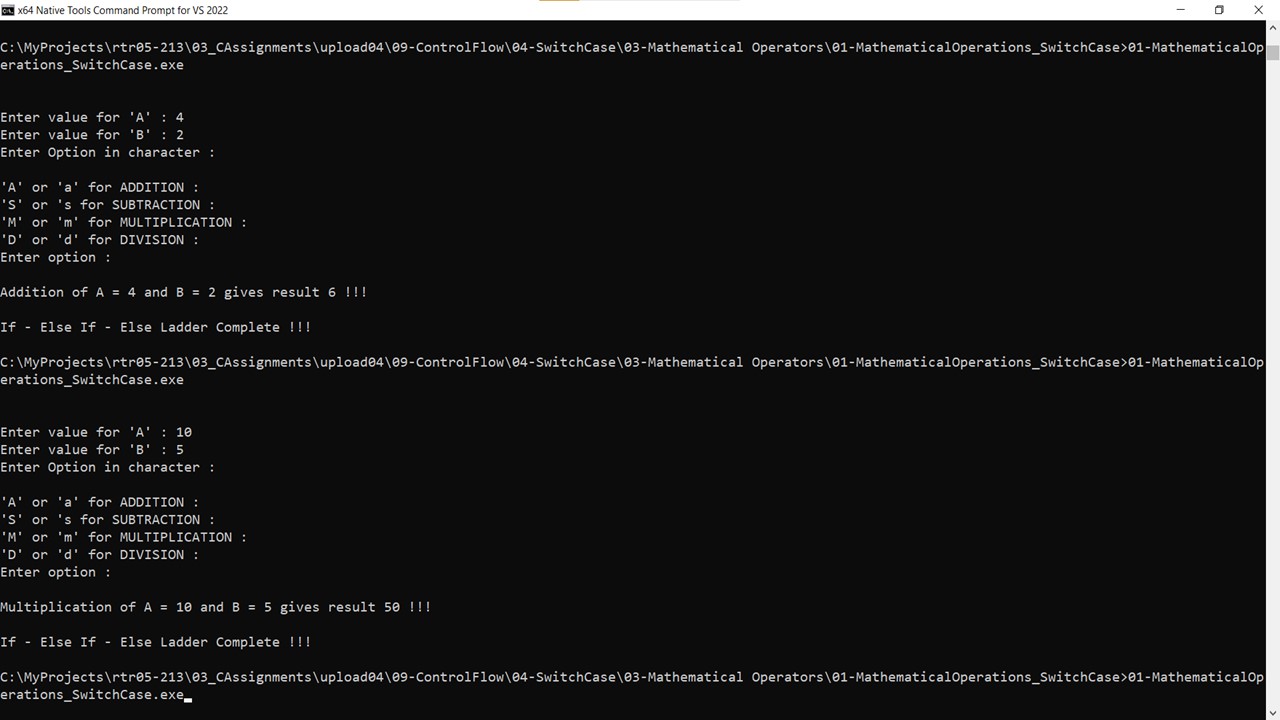 x64 Native Tools Command Prompt for VS 2022
C:\MyProjects\rtr05-213\03_CAssignments\upload04\09-ControlFlow\04-SwitchCase\03-Mathematical Operators\01-MathematicalOperations_SwitchCase>01-MathematicalOp
erations_SwitchCase.exe
Enter value for 'A' : 4
Enter value for 'B' : 2
Enter Option in character :
'A' or 'a' for ADDITION :
'S' or 's for SUBTRACTION :
'M' or 'm' for MULTIPLICATION :
'D' or 'd' for DIVISION :
Enter option :
Addition of A = 4 and B = 2 gives result 6 !!!
If - Else If - Else Ladder Complete !!!
C:\MyProjects\rtr05-213\03_CAssignments\upload04\09-ControlFlow\04-SwitchCase\03-Mathematical Operators\01-MathematicalOperations_SwitchCase>01-MathematicalOp
erations_SwitchCase.exe
Enter value for 'A' : 10
Enter value for 'B' : 5
Enter Option in character :
'A' or 'a' for ADDITION :
'S' or 's for SUBTRACTION :
'M' or 'm' for MULTIPLICATION :
'D' or 'd' for DIVISION :
Enter option :
Multiplication of A = 10 and B = 5 gives result 50 !!!
If - Else If - Else Ladder Complete !!!
C:\MyProjects\rtr05-213\03_CAssignments\upload04\09-ControlFlow\04-SwitchCase\03-Mathematical Operators\01-MathematicalOperations_SwitchCase>01-MathematicalOp
erations_SwitchCase.exe